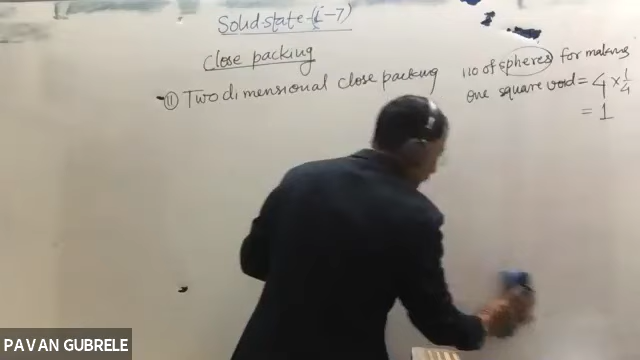 Solid state-(L-7)
Close packing
(II) Two dimensional close packing
no of spheres for making
one square void = 4 × 1/4
= 1
PAVAN GUBRELE